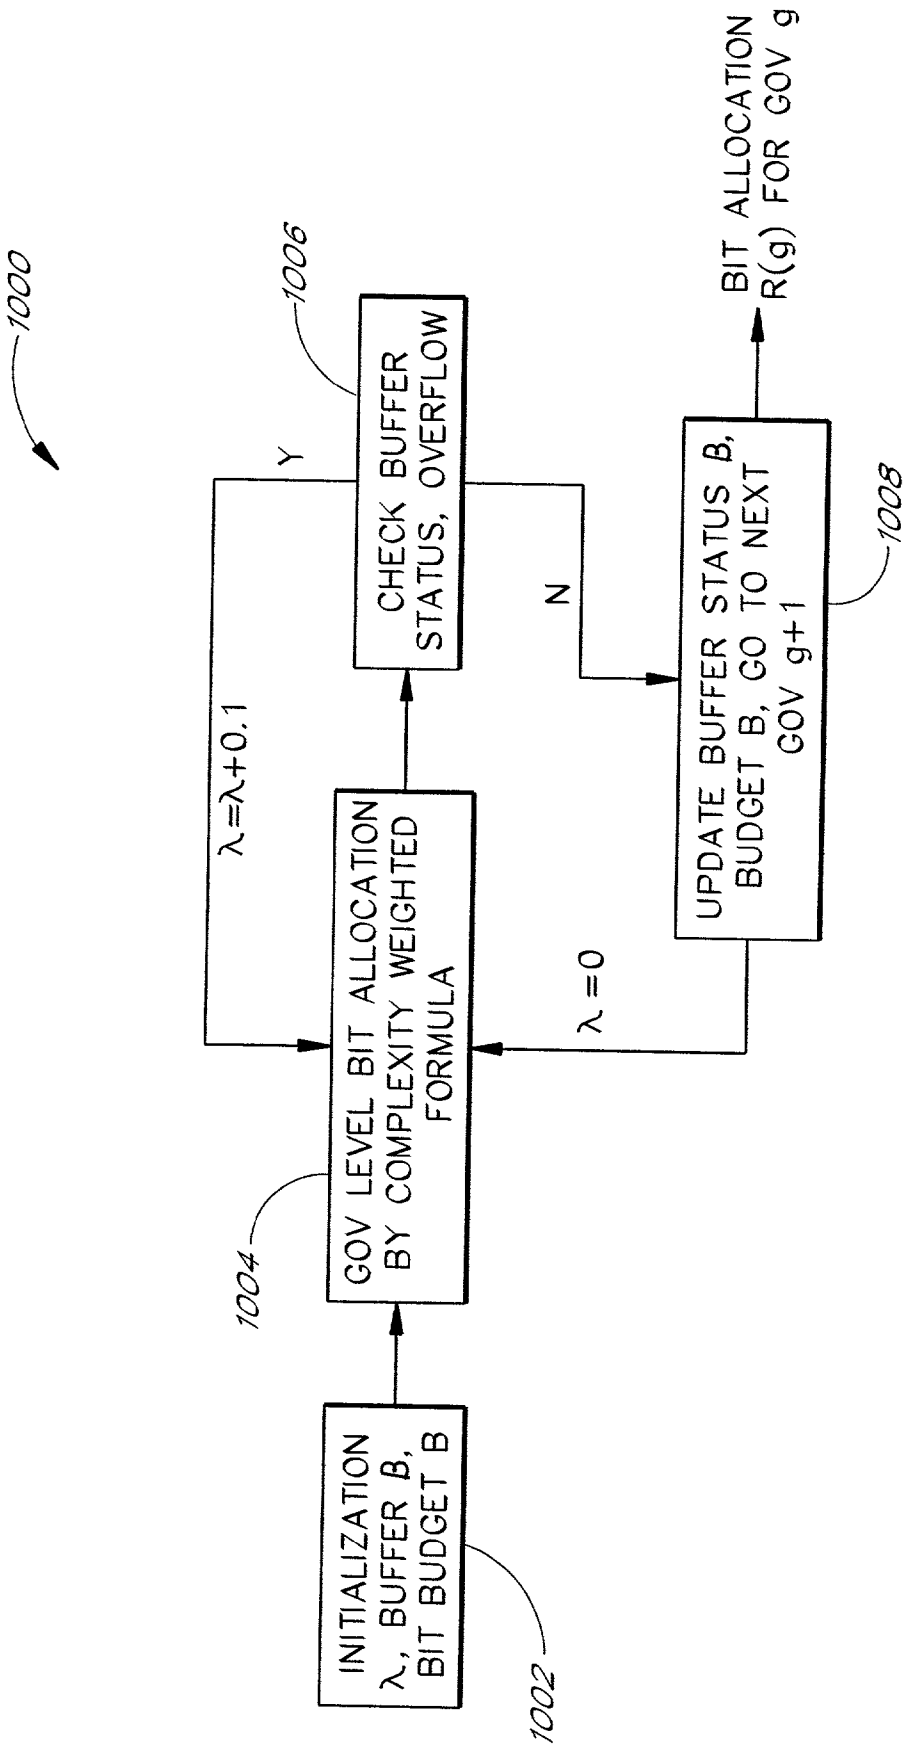 1000
INITIALIZATION
λ, BUFFER B,
BIT BUDGET B
1002
GOV LEVEL BIT ALLOCATION
BY COMPLEXITY WEIGHTED
FORMULA
1004
λ=λ+0.1
Y
CHECK BUFFER
STATUS, OVERFLOW
1006
N
λ=0
UPDATE BUFFER STATUS B,
BUDGET B, GO TO NEXT
GOV g+1
1008
BIT ALLOCATION
R(g) FOR GOV g